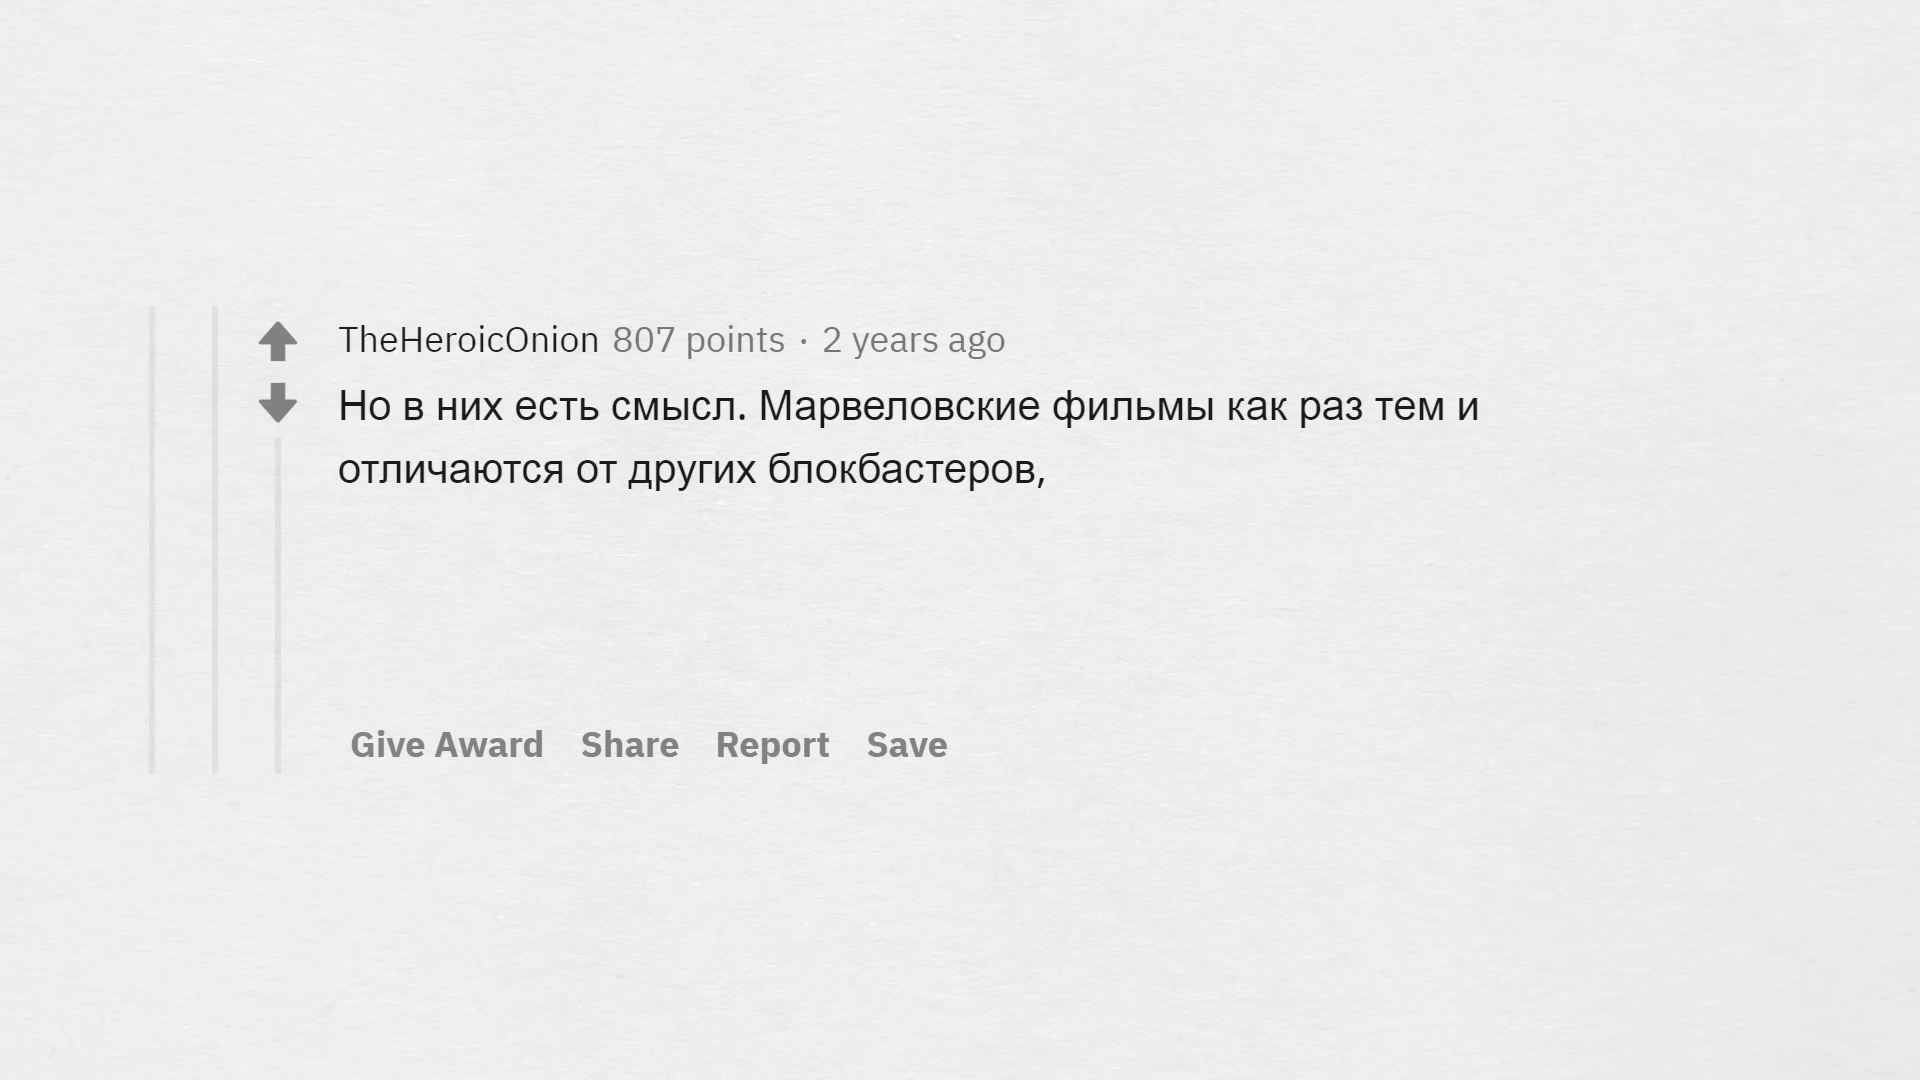 TheHeroicOnion 807 points · 2 years ago
Но в них есть смысл. Марвеловские фильмы как раз тем и
отличаются от других блокбастеров,
Give Award Share Report Save